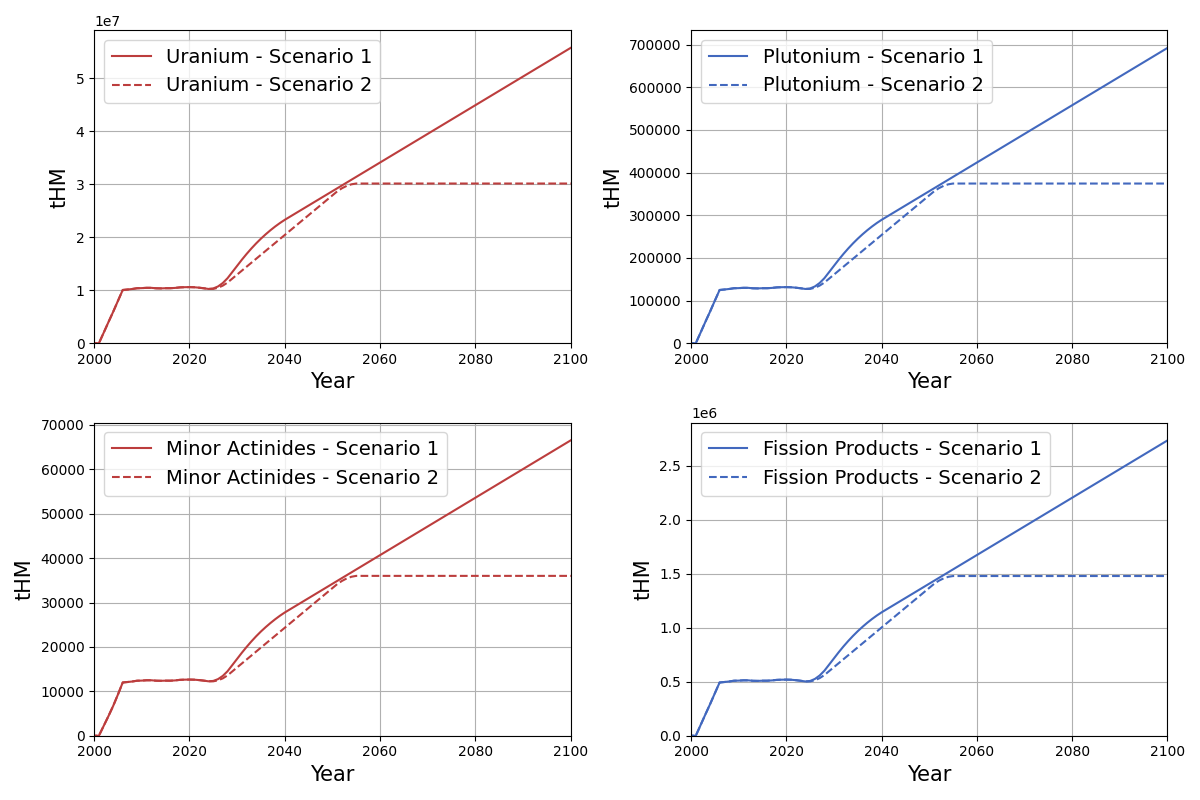 1e7
Uranium - Scenario 1
Uranium - Scenario 2
5
4
3
2
1
0
tHM
2000 2020 2040 2060 2080 2100
Year
Plutonium - Scenario 1
Plutonium - Scenario 2
700000
600000
500000
400000
300000
200000
100000
0
tHM
2000 2020 2040 2060 2080 2100
Year
Minor Actinides - Scenario 1
Minor Actinides - Scenario 2
70000
60000
50000
40000
30000
20000
10000
0
tHM
2000 2020 2040 2060 2080 2100
Year
1e6
Fission Products - Scenario 1
Fission Products - Scenario 2
2.5
2.0
1.5
1.0
0.5
0.0
tHM
2000 2020 2040 2060 2080 2100
Year